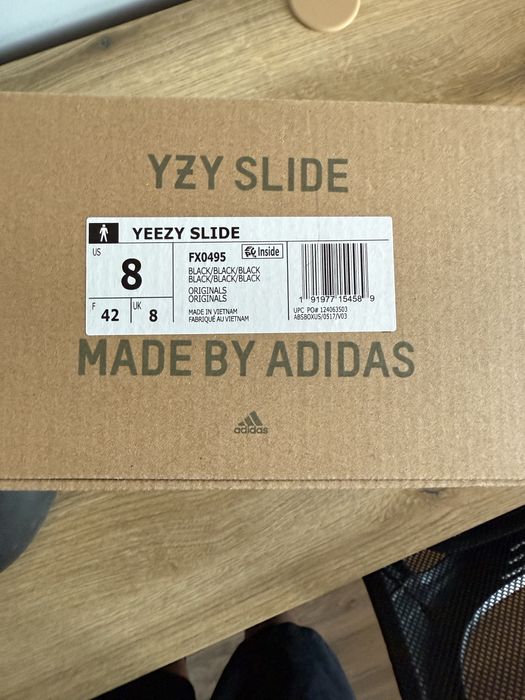 YZY SLIDE
YEEZY SLIDE
US
8
F
42
UK
8
FX0495
Inside
BLACK/BLACK/BLACK
BLACK/BLACK/BLACK
ORIGINALS
ORIGINALS
MADE IN VIETNAM
FABRIQUÉ AU VIETNAM
1 91977 15458 9
UPC PO# 124063503
ABSBOXUS/0517/V03
MADE BY ADIDAS
adidas